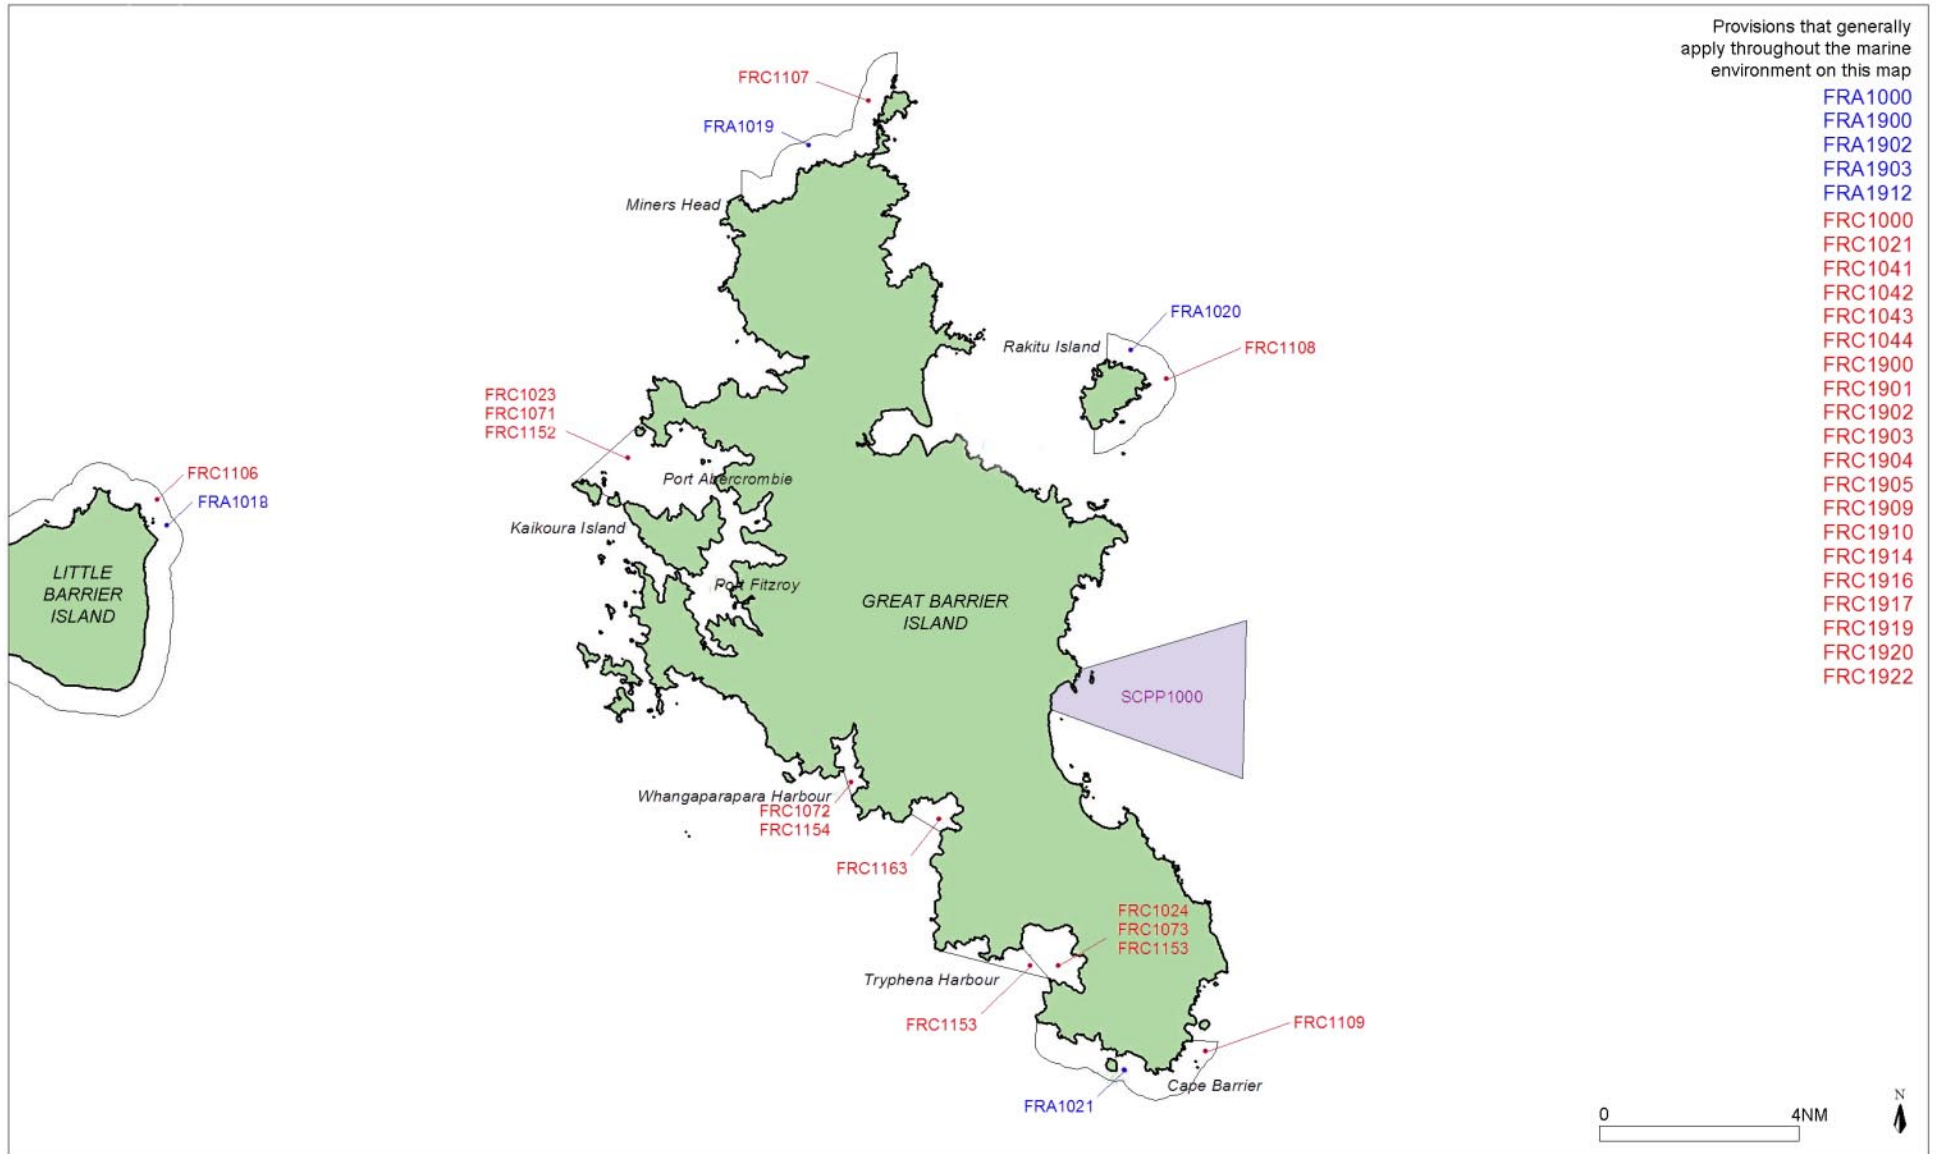 Provisions that generally
apply throughout the marine
environment on this map
FRA1000
FRA1900
FRA1902
FRA1903
FRA1912
FRC1000
FRC1021
FRC1041
FRC1042
FRC1043
FRC1044
FRC1900
FRC1901
FRC1902
FRC1903
FRC1904
FRC1905
FRC1909
FRC1910
FRC1914
FRC1916
FRC1917
FRC1919
FRC1920
FRC1922
FRC1107
FRA1019
Miners Head
FRA1020
Rakitu Island
FRC1108
FRC1023
FRC1071
FRC1152
Port Abercrombie
FRC1106
FRA1018
Kaikoura Island
LITTLE
BARRIER
ISLAND
Port Fitzroy
GREAT BARRIER
ISLAND
SCPP1000
Whangaparapara Harbour
FRC1072
FRC1154
FRC1163
FRC1024
FRC1073
FRC1153
Tryphena Harbour
FRC1153
FRC1109
Cape Barrier
FRA1021
N
0 4NM